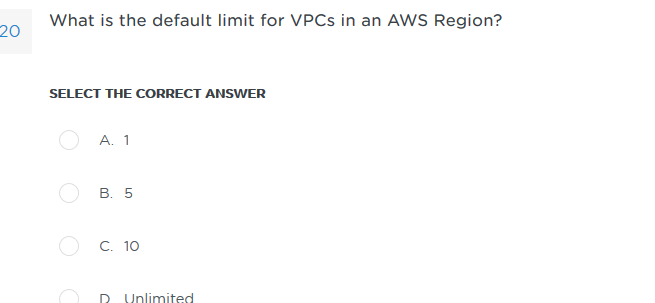 What is the default limit for VPCs in an AWS Region?
20
SELECT THE CORRECT ANSWER
A. 1
B. 5
C. 10
D. Unlimited